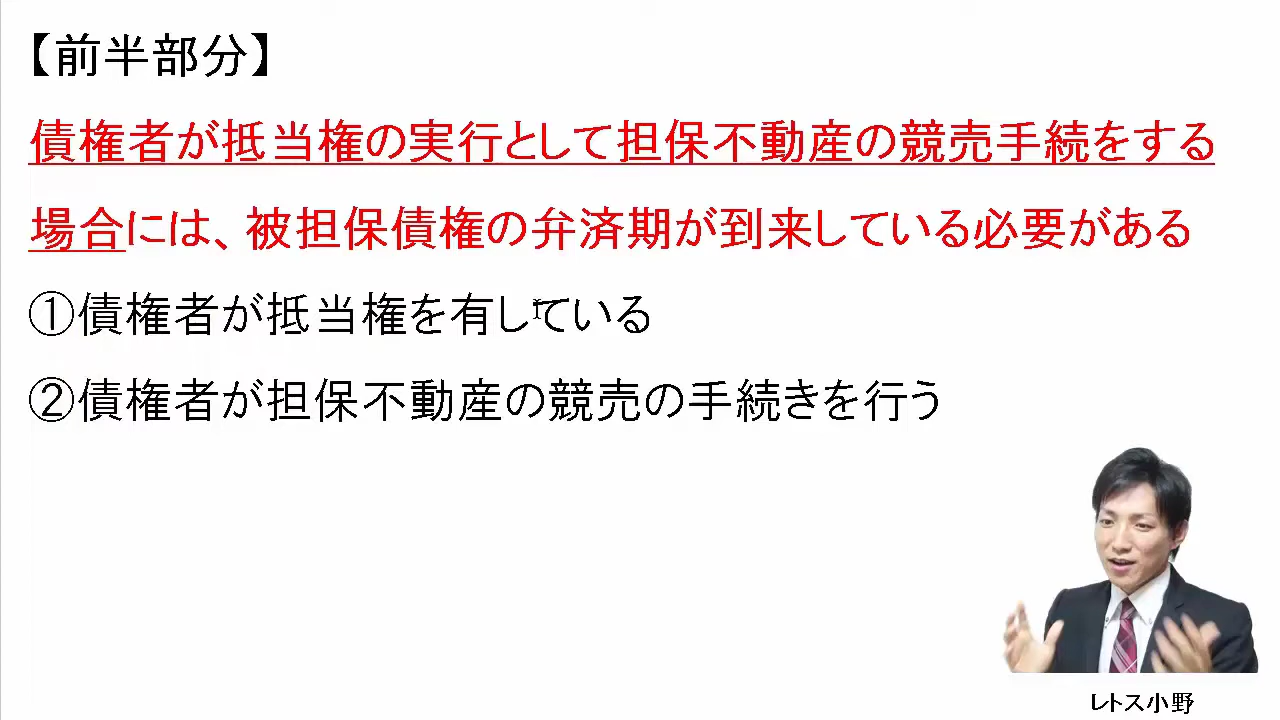 【前半部分】
債権者が抵当権の実行として担保不動産の競売手続をする
場合には、被担保債権の弁済期が到来している必要がある
①債権者が抵当権を有している
②債権者が担保不動産の競売の手続きを行う
レトス小野